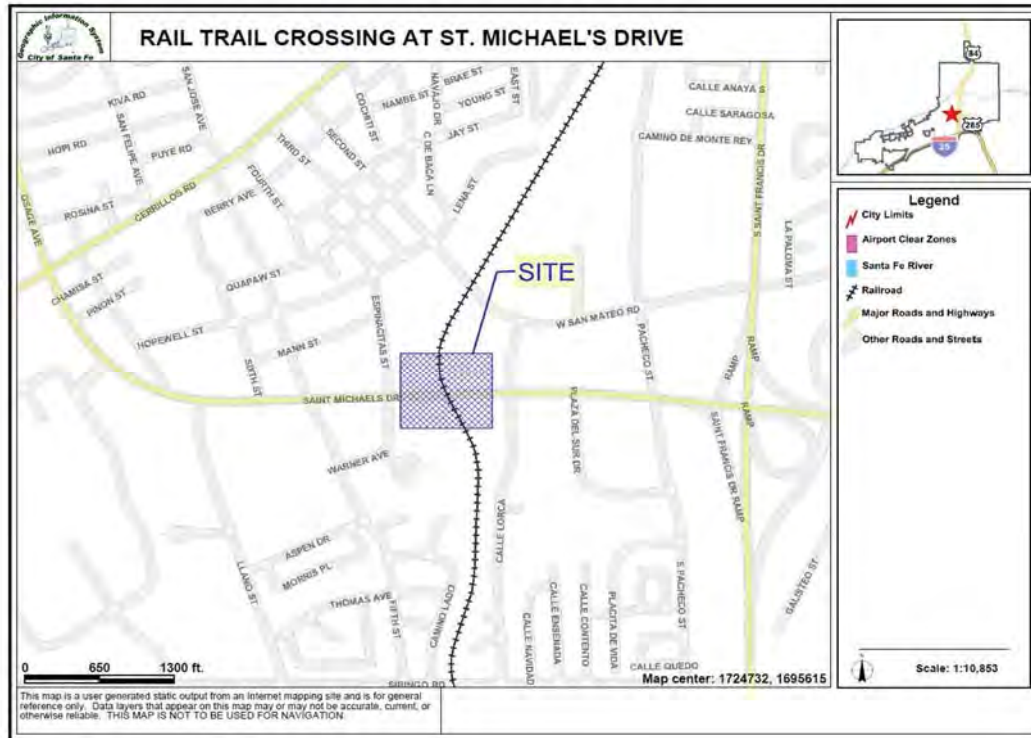 Geographic Information System
City of Santa Fe
RAIL TRAIL CROSSING AT ST. MICHAEL'S DRIVE
84
285
25
KIVA RD
SAN JOSE AVE
HOPI RD
SAN FELIPE AVE
PUYE RD
ROSINA ST
OSAGE AVE
CERRILLOS RD
BERRY AVE
FOURTH ST
THIRD ST
SECOND ST
COCHITI ST
NAMBE ST
NAVAJO DR
BRAE ST
YOUNG ST
EAST ST
JAY ST
C DE BACA LN
LENA ST
CALLE ANAYA S
CALLE SARAGOSA
CAMINO DE MONTE REY
S SAINT FRANCIS DR
LA PALOMA ST
CHAMISA ST
PINON ST
QUAPAW ST
HOPEWELL ST
MANN ST
SIXTH ST
ESPINACITAS ST
SITE
W SAN MATEO RD
PACHECO ST
RAMP
RAMP
RAMP
SAINT MICHAELS DR
PLAZA DEL SUR DR
SAINT FRANCIS DR RAMP
WARNER AVE
CALLE LORCA
ASPEN DR
MORRIS PL
LLANO ST
THOMAS AVE
FIFTH ST
CAMINO LADO
SIRINGO RD
CALLE NAVIDAD
CALLE ENSENADA
CALLE CONTENTO
PLACITA DE VIDA
S PACHECO ST
CALLE QUEDO
GALISTEO ST
0 650 1300 ft.
Map center: 1724732, 1695615
Legend
City Limits
Airport Clear Zones
Santa Fe River
Railroad
Major Roads and Highways
Other Roads and Streets
N
Scale: 1:10,853
This map is a user generated static output from an Internet mapping site and is for general
reference only. Data layers that appear on this map may or may not be accurate, current, or
otherwise reliable. THIS MAP IS NOT TO BE USED FOR NAVIGATION.